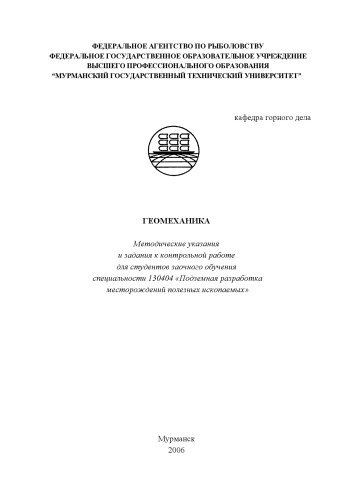 ФЕДЕРАЛЬНОЕ АГЕНТСТВО ПО РЫБОЛОВСТВУ
ФЕДЕРАЛЬНОЕ ГОСУДАРСТВЕННОЕ ОБРАЗОВАТЕЛЬНОЕ УЧРЕЖДЕНИЕ
ВЫСШЕГО ПРОФЕССИОНАЛЬНОГО ОБРАЗОВАНИЯ
“МУРМАНСКИЙ ГОСУДАРСТВЕННЫЙ ТЕХНИЧЕСКИЙ УНИВЕРСИТЕТ”
кафедра горного дела
ГЕОМЕХАНИКА
Методические указания
и задания к контрольной работе
для студентов заочного обучения
специальности 130404 «Подземная разработка
месторождений полезных ископаемых»
Мурманск
2006